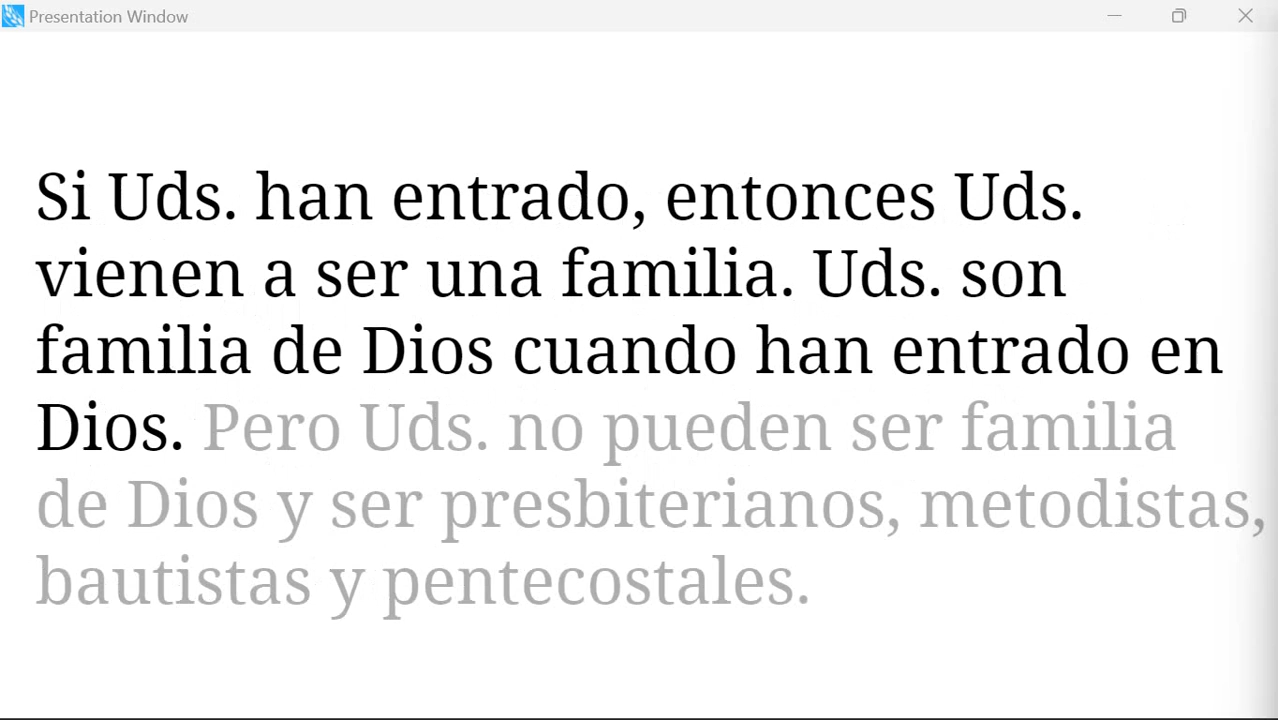 Presentation Window
Si Uds. han entrado, entonces Uds.
vienen a ser una familia. Uds. son
familia de Dios cuando han entrado en
Dios. Pero Uds. no pueden ser familia
de Dios y ser presbiterianos, metodistas,
bautistas y pentecostales.